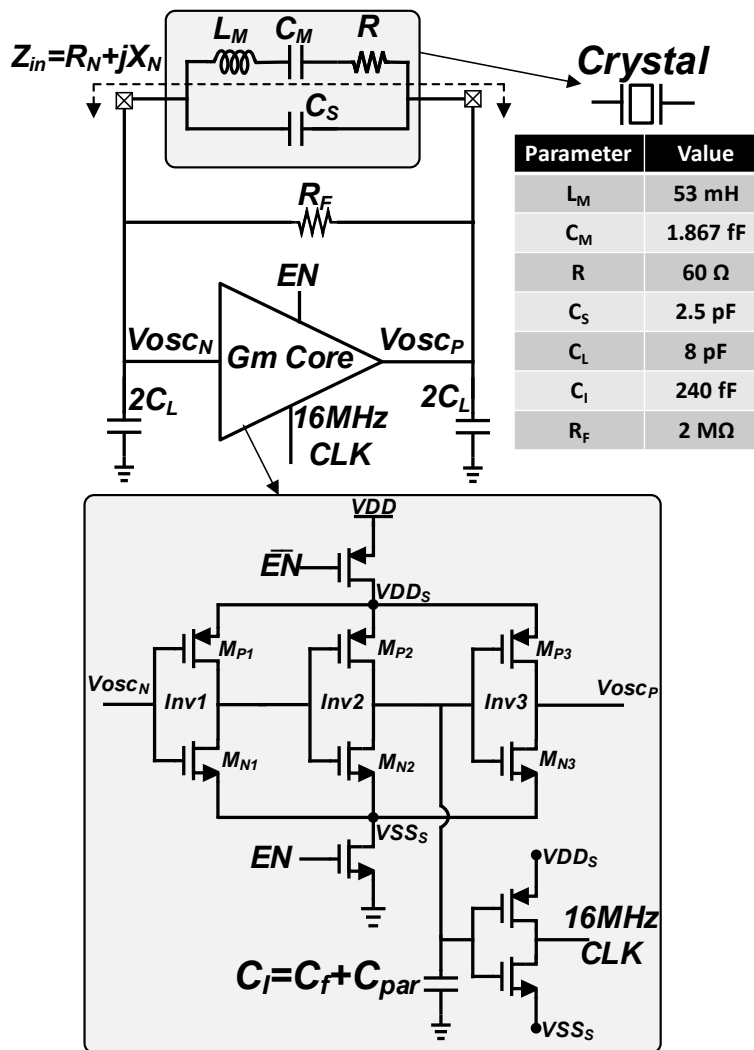 L_M C_M R
Z_in=R_N+jX_N
C_S
Crystal
Parameter Value
L_M 53 mH
C_M 1.867 fF
R 60 Ω
C_S 2.5 pF
C_L 8 pF
C_I 240 fF
R_F 2 MΩ
R_F
EN
Vosc_N Gm Core Vosc_P
2C_L 2C_L
16MHz
CLK
VDD
E̅N̅
VDD_S
M_P1 M_P2 M_P3
Vosc_N Inv1 Inv2 Inv3 Vosc_P
M_N1 M_N2 M_N3
VSS_S
EN
VDD_S
16MHz
CLK
C_I=C_f+C_par
VSS_S